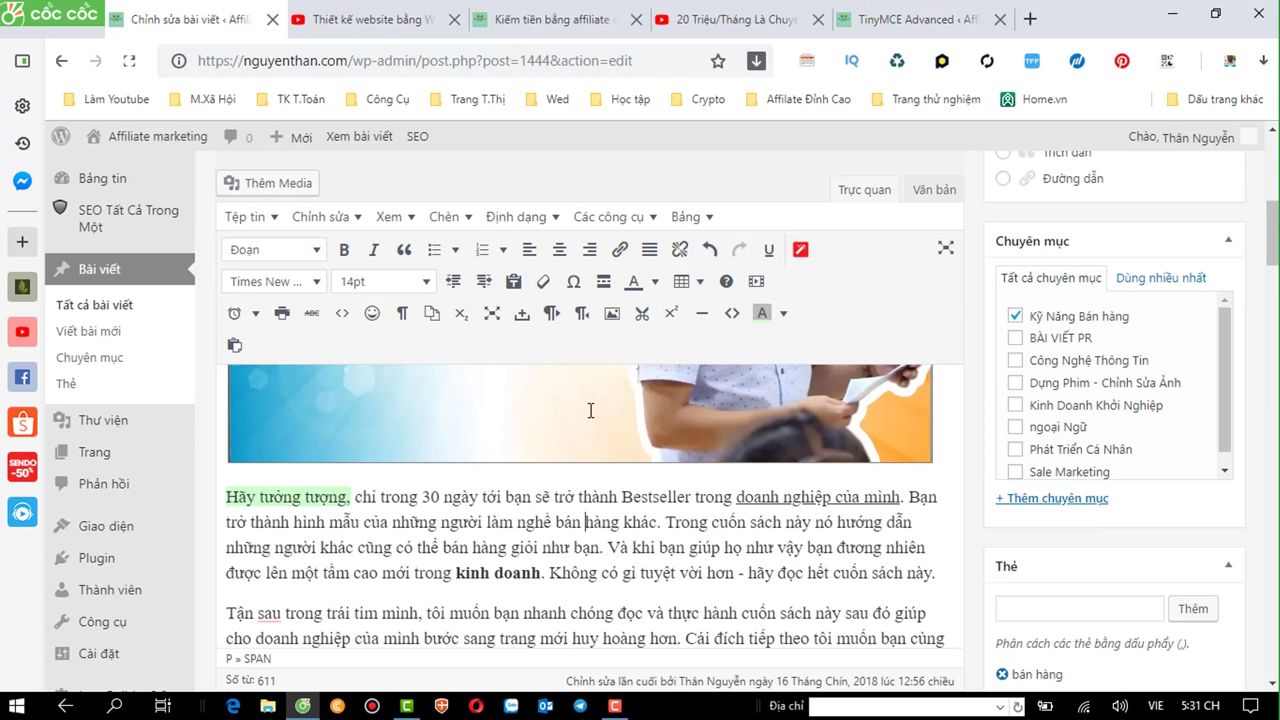 cốc cốc
Chỉnh sửa bài viết ‹ Affili
Thiết kế website bằng W
Kiếm tiền bằng affiliate m
20 Triệu/Tháng Là Chuyệ
TinyMCE Advanced ‹ Aff
https://nguyenthan.com/wp-admin/post.php?post=1444&action=edit
IQ
TFF
Làm Youtube
M.Xã Hội
TK T.Toán
Công Cụ
Trang T.Thị
Wed
Học tập
Crypto
Affilate Đỉnh Cao
Trang thử nghiệm
Home.vn
Dấu trang khác
Affiliate marketing
0
Mới
Xem bài viết
SEO
Chào, Thân Nguyễn
Bảng tin
SEO Tất Cả Trong
Một
Bài viết
Tất cả bài viết
Viết bài mới
Chuyên mục
Thẻ
Thư viện
Trang
Phản hồi
Giao diện
Plugin
Thành viên
Công cụ
Cài đặt
SENDO
-50%
Thêm Media
Trực quan
Văn bản
Tệp tin
Chỉnh sửa
Xem
Chèn
Định dạng
Các công cụ
Bảng
Đoạn
Times New ...
14pt
Hãy tưởng tượng, chỉ trong 30 ngày tới bạn sẽ trở thành Bestseller trong doanh nghiệp của mình. Bạn
trở thành hình mẫu của những người làm nghề bán hàng khác. Trong cuốn sách này nó hướng dẫn
những người khác cũng có thể bán hàng giỏi như bạn. Và khi bạn giúp họ như vậy bạn đương nhiên
được lên một tầm cao mới trong kinh doanh. Không có gì tuyệt vời hơn - hãy đọc hết cuốn sách này.
Tận sau trong trái tim mình, tôi muốn bạn nhanh chóng đọc và thực hành cuốn sách này sau đó giúp
cho doanh nghiệp của mình bước sang trang mới huy hoàng hơn. Cái đích tiếp theo tôi muốn bạn cùng
P » SPAN
Số từ: 611
Chỉnh sửa lần cuối bởi Thân Nguyễn ngày 16 Tháng Chín, 2018 lúc 12:56 chiều
Trích dẫn
Đường dẫn
Chuyên mục
Tất cả chuyên mục
Dùng nhiều nhất
Kỹ Năng Bán hàng
BÀI VIẾT PR
Công Nghệ Thông Tin
Dựng Phim - Chỉnh Sửa Ảnh
Kinh Doanh Khởi Nghiệp
ngoại Ngữ
Phát Triển Cá Nhân
Sale Marketing
+ Thêm chuyên mục
Thẻ
Thêm
Phân cách các thẻ bằng dấu phẩy (,).
bán hàng
Địa chỉ
VIE
5:31 CH